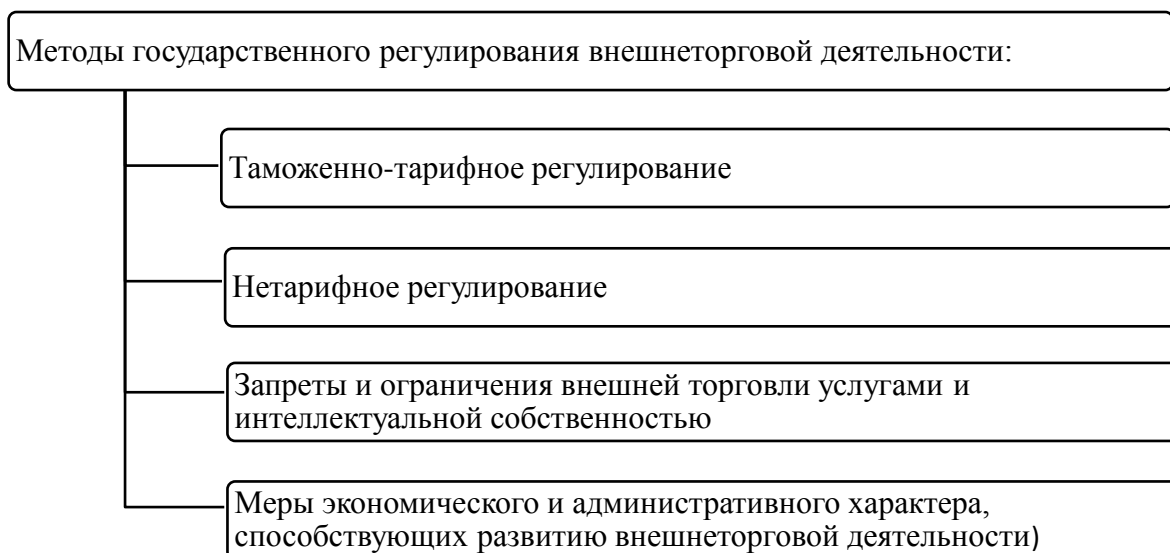 Методы государственного регулирования внешнеторговой деятельности:
Таможенно-тарифное регулирование
Нетарифное регулирование
Запреты и ограничения внешней торговли услугами и
интеллектуальной собственностью
Меры экономического и административного характера,
способствующих развитию внешнеторговой деятельности)